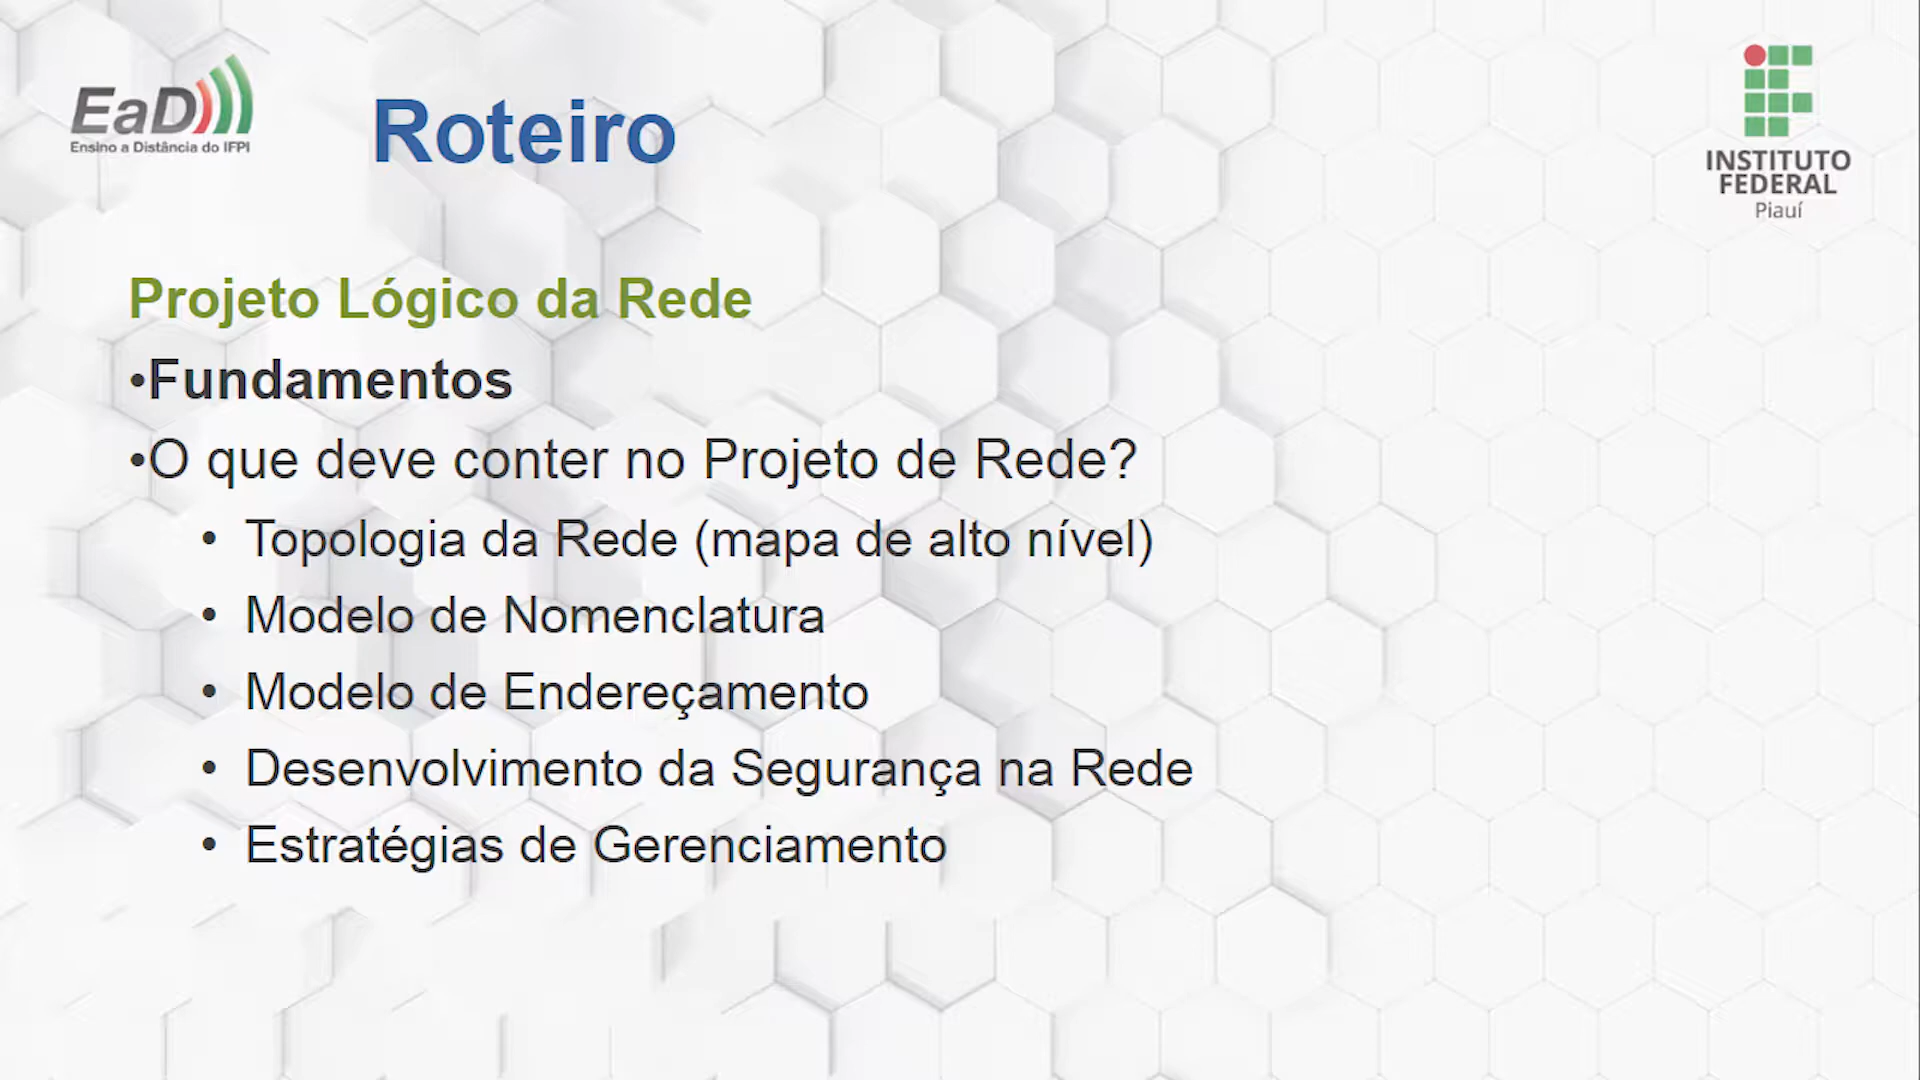 EaD
Ensino a Distância do IFPI
Roteiro
INSTITUTO
FEDERAL
Piauí
Projeto Lógico da Rede
•Fundamentos
•O que deve conter no Projeto de Rede?
• Topologia da Rede (mapa de alto nível)
• Modelo de Nomenclatura
• Modelo de Endereçamento
• Desenvolvimento da Segurança na Rede
• Estratégias de Gerenciamento